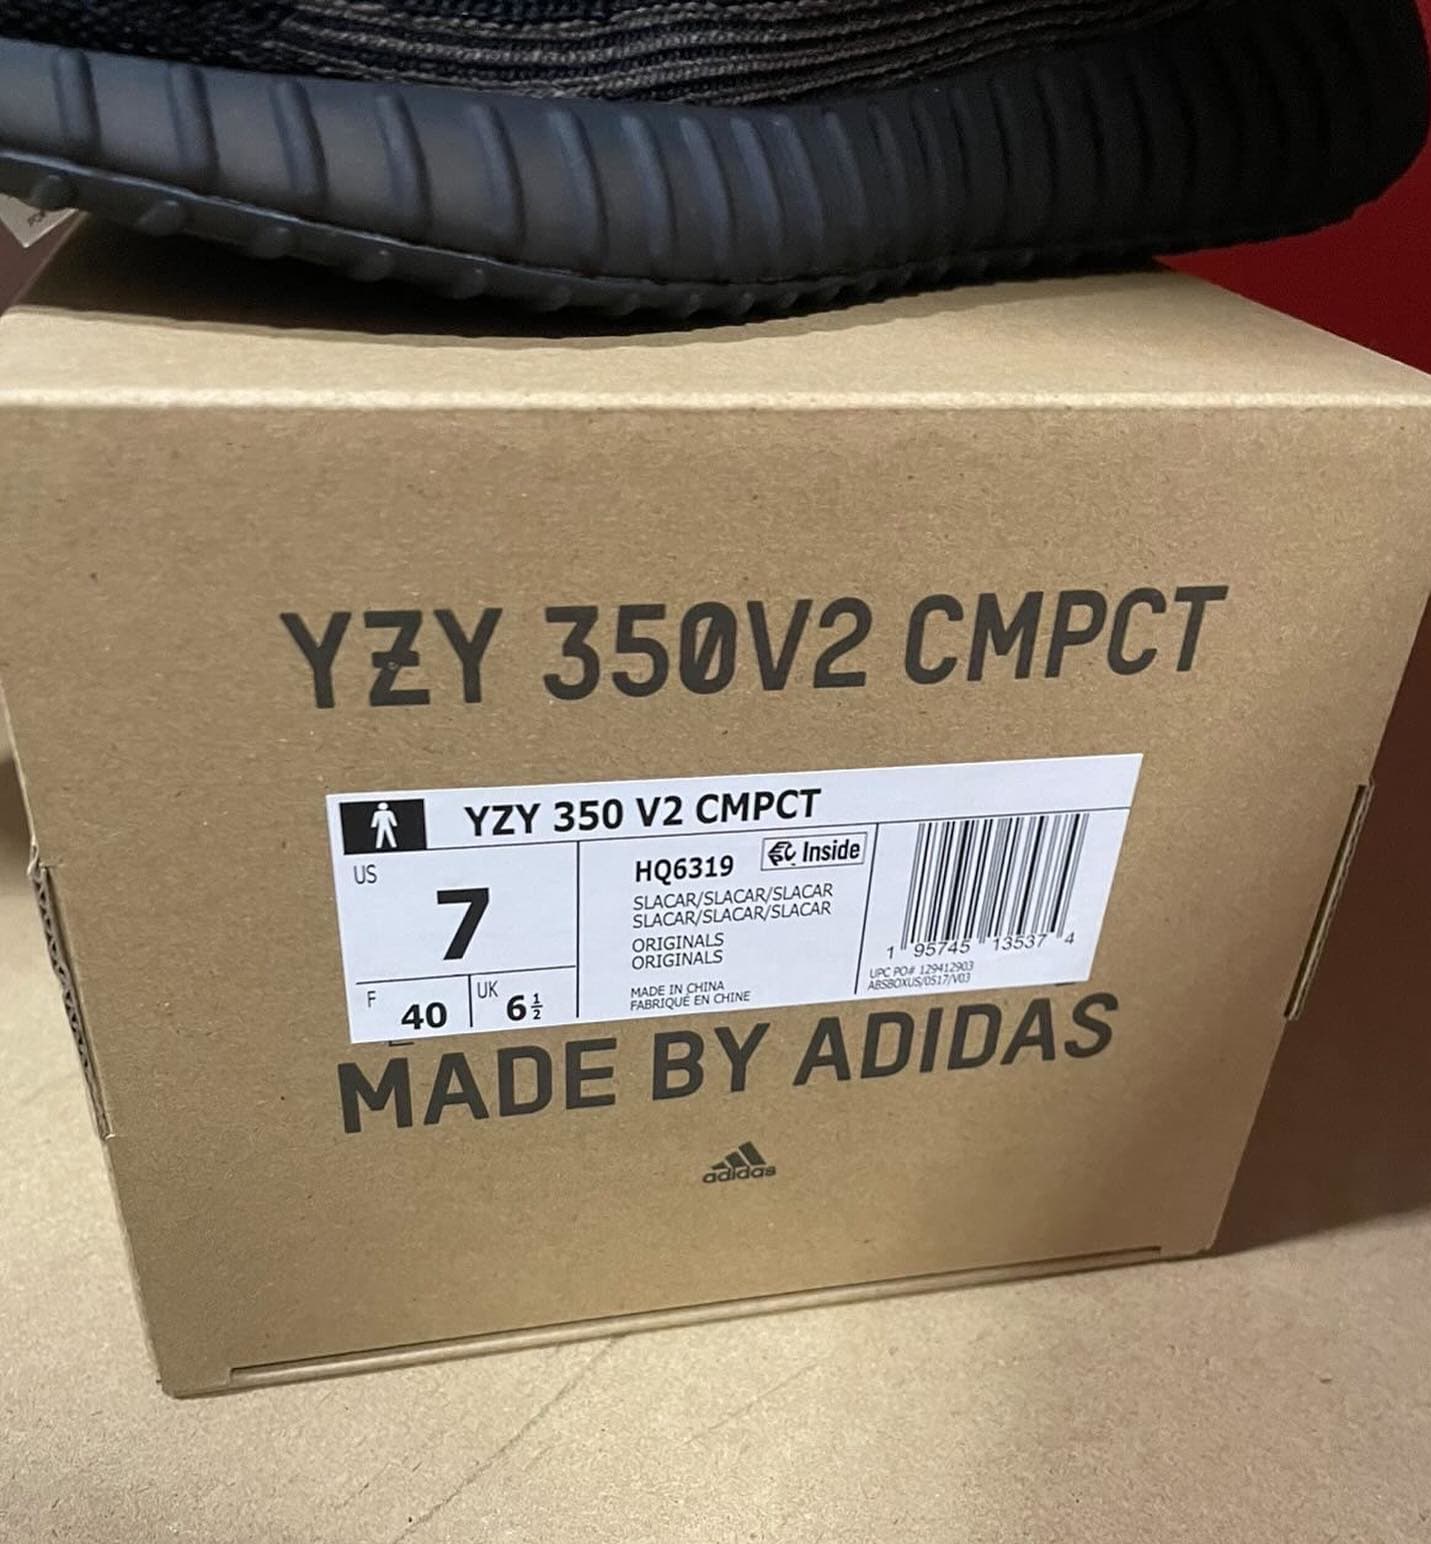 YZY 350V2 CMPCT
YZY 350 V2 CMPCT
US
7
F 40
UK 6½
HQ6319
Inside
SLACAR/SLACAR/SLACAR
SLACAR/SLACAR/SLACAR
ORIGINALS
ORIGINALS
MADE IN CHINA
FABRIQUÉ EN CHINE
1 95745 13537 4
UPC PO# 129412903
ABSBOXUS/0517/V03
MADE BY ADIDAS
adidas